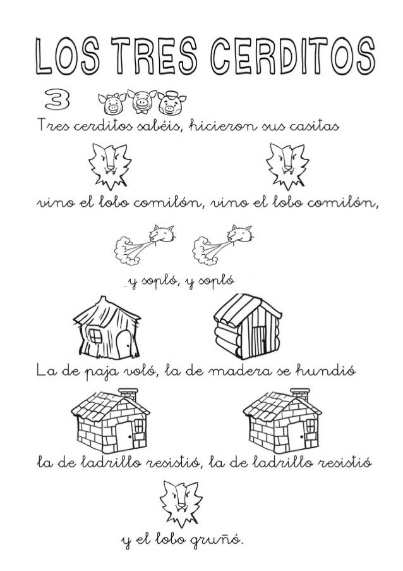 LOS TRES CERDITOS
3
Tres cerditos sabéis, hicieron sus casitas
vino el lobo comilón, vino el lobo comilón,
y sopló, y sopló
La de paja voló, la de madera se hundió
la de ladrillo resistió, la de ladrillo resistió
y el lobo gruñó.